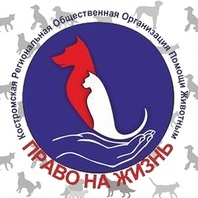 Костромская Региональная Общественная Организация Помощи Животным
ПРАВО НА ЖИЗНЬ